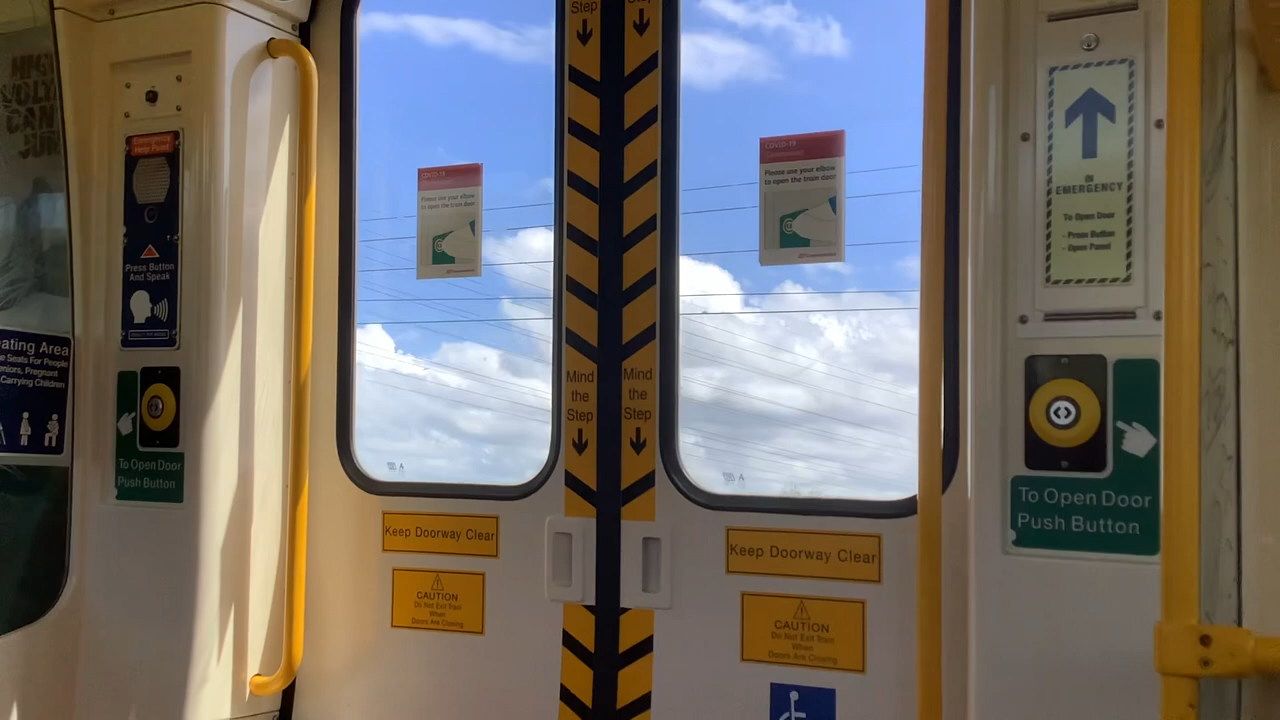 Emergency
Help Point
Press Button
And Speak
eating Area
e Seats For People
eniors, Pregnant
Carrying Children
To Open Door
Push Button
COVID-19
Please use your elbow
to open the train door
Keep Doorway Clear
CAUTION
Do Not Exit Train
When
Doors Are Closing
Step
Mind
the
Step
Step
Mind
the
Step
COVID-19
Please use your elbow
to open the train door
Keep Doorway Clear
CAUTION
Do Not Exit Train
When
Doors Are Closing
IN
EMERGENCY
To Open Door
- Press Button
- Open Panel
To Open Door
Push Button